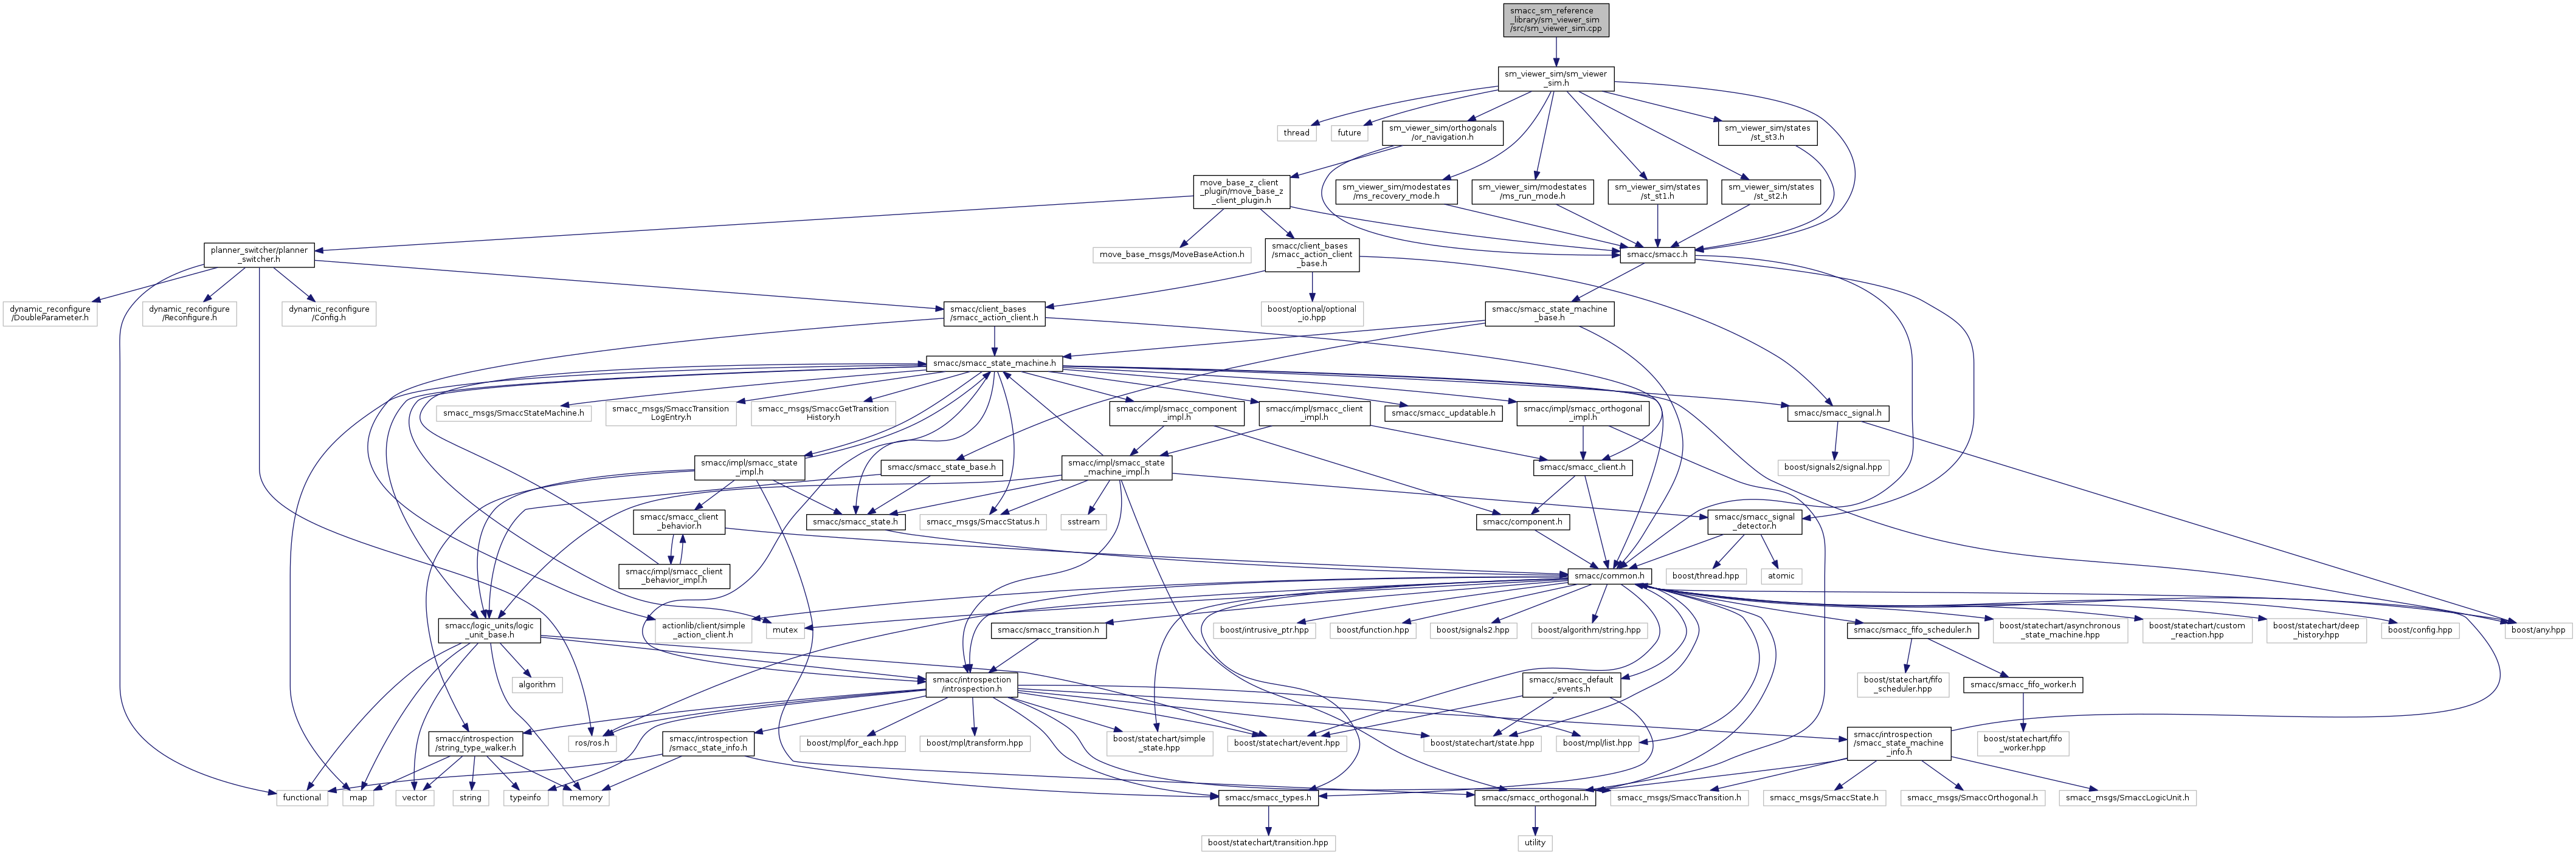 smacc_sm_reference
_library/sm_viewer_sim
/src/sm_viewer_sim.cpp
sm_viewer_sim/sm_viewer
_sim.h
thread
future
sm_viewer_sim/orthogonals
/or_navigation.h
sm_viewer_sim/states
/st_st3.h
move_base_z_client
_plugin/move_base_z
_client_plugin.h
sm_viewer_sim/modestates
/ms_recovery_mode.h
sm_viewer_sim/modestates
/ms_run_mode.h
sm_viewer_sim/states
/st_st1.h
sm_viewer_sim/states
/st_st2.h
planner_switcher/planner
_switcher.h
move_base_msgs/MoveBaseAction.h
smacc/client_bases
/smacc_action_client
_base.h
smacc/smacc.h
dynamic_reconfigure
/DoubleParameter.h
dynamic_reconfigure
/Reconfigure.h
dynamic_reconfigure
/Config.h
smacc/client_bases
/smacc_action_client.h
boost/optional/optional
_io.hpp
smacc/smacc_state_machine
_base.h
smacc/smacc_state_machine.h
smacc_msgs/SmaccStateMachine.h
smacc_msgs/SmaccTransition
LogEntry.h
smacc_msgs/SmaccGetTransition
History.h
smacc/impl/smacc_component
_impl.h
smacc/impl/smacc_client
_impl.h
smacc/smacc_updatable.h
smacc/impl/smacc_orthogonal
_impl.h
smacc/smacc_signal.h
smacc/impl/smacc_state
_impl.h
smacc/smacc_state_base.h
smacc/impl/smacc_state
_machine_impl.h
smacc/smacc_client.h
boost/signals2/signal.hpp
smacc/smacc_client
_behavior.h
smacc/smacc_state.h
smacc_msgs/SmaccStatus.h
sstream
smacc/component.h
smacc/smacc_signal
_detector.h
smacc/impl/smacc_client
_behavior_impl.h
smacc/common.h
boost/thread.hpp
atomic
smacc/logic_units/logic
_unit_base.h
actionlib/client/simple
_action_client.h
mutex
smacc/smacc_transition.h
boost/intrusive_ptr.hpp
boost/function.hpp
boost/signals2.hpp
boost/algorithm/string.hpp
smacc/smacc_fifo_scheduler.h
boost/statechart/asynchronous
_state_machine.hpp
boost/statechart/custom
_reaction.hpp
boost/statechart/deep
_history.hpp
boost/config.hpp
boost/any.hpp
algorithm
smacc/introspection
/introspection.h
smacc/smacc_default
_events.h
boost/statechart/fifo
_scheduler.hpp
smacc/smacc_fifo_worker.h
smacc/introspection
/string_type_walker.h
ros/ros.h
smacc/introspection
/smacc_state_info.h
boost/mpl/for_each.hpp
boost/mpl/transform.hpp
boost/statechart/simple
_state.hpp
boost/statechart/event.hpp
boost/statechart/state.hpp
boost/mpl/list.hpp
smacc/introspection
/smacc_state_machine
_info.h
boost/statechart/fifo
_worker.hpp
functional
map
vector
string
typeinfo
memory
smacc/smacc_types.h
smacc/smacc_orthogonal.h
smacc_msgs/SmaccTransition.h
smacc_msgs/SmaccState.h
smacc_msgs/SmaccOrthogonal.h
smacc_msgs/SmaccLogicUnit.h
boost/statechart/transition.hpp
utility